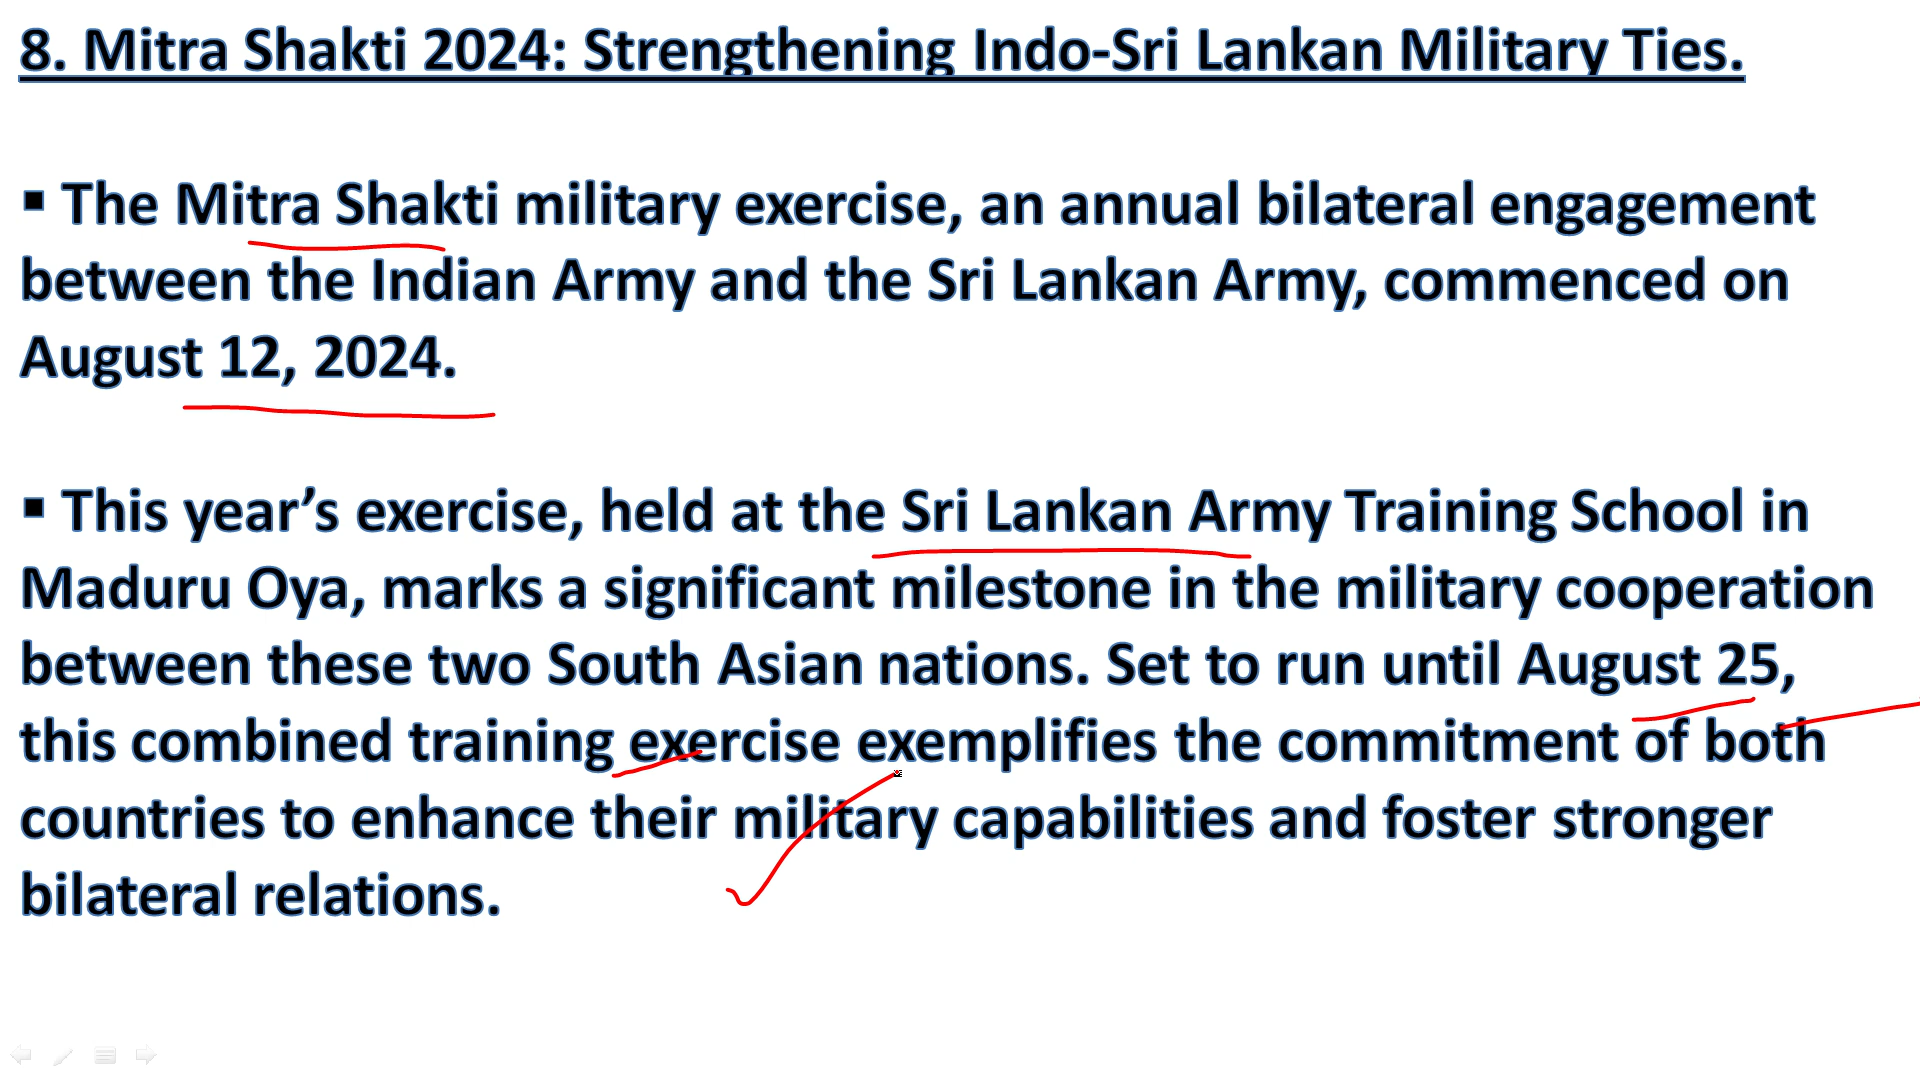 8. Mitra Shakti 2024: Strengthening Indo-Sri Lankan Military Ties.
▪ The Mitra Shakti military exercise, an annual bilateral engagement
between the Indian Army and the Sri Lankan Army, commenced on
August 12, 2024.
▪ This year’s exercise, held at the Sri Lankan Army Training School in
Maduru Oya, marks a significant milestone in the military cooperation
between these two South Asian nations. Set to run until August 25,
this combined training exercise exemplifies the commitment of both
countries to enhance their military capabilities and foster stronger
bilateral relations.